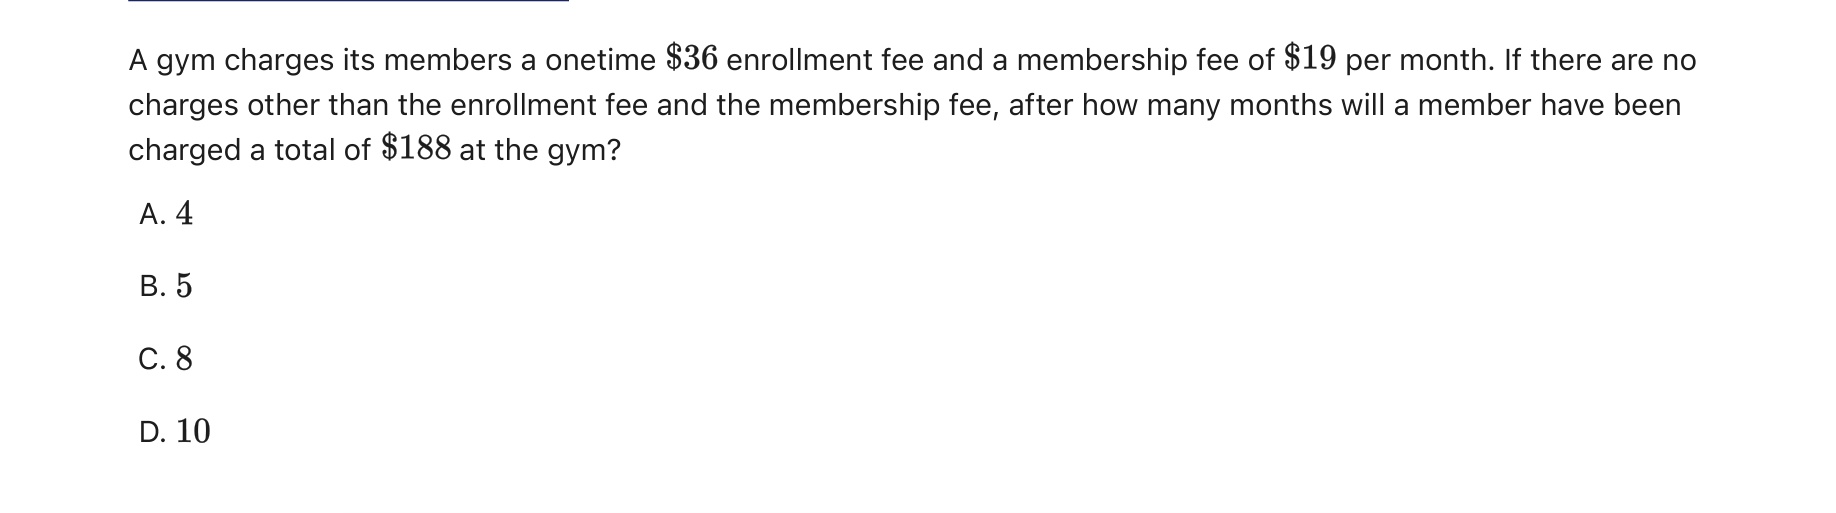 A gym charges its members a onetime $36 enrollment fee and a membership fee of $19 per month. If there are no
charges other than the enrollment fee and the membership fee, after how many months will a member have been
charged a total of $188 at the gym?
A. 4
B. 5
C. 8
D. 10